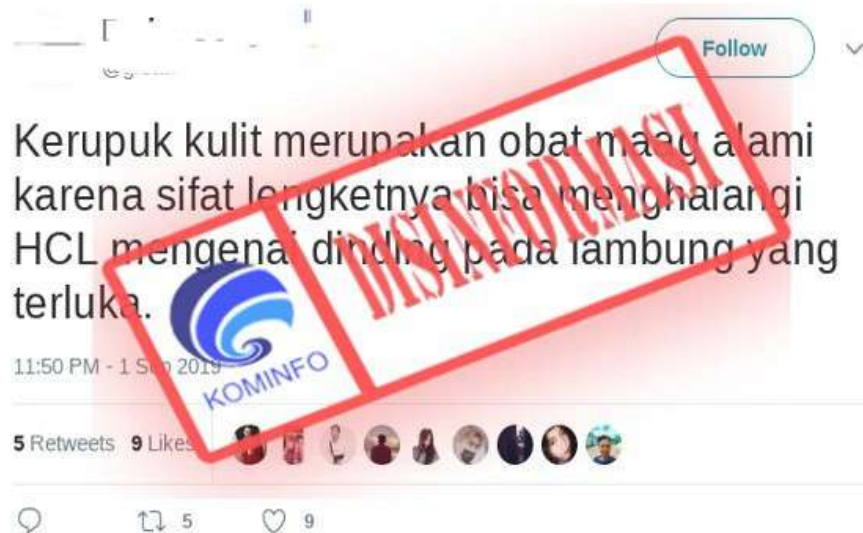 Follow
Kerupuk kulit merupakan obat maag alami
karena sifat lengketnya bisa menghalangi
HCL mengenai dinding pada lambung yang
terluka.
DISINFORMASI
KOMINFO
11:50 PM - 1 Sep 2019
5 Retweets 9 Likes
5 9